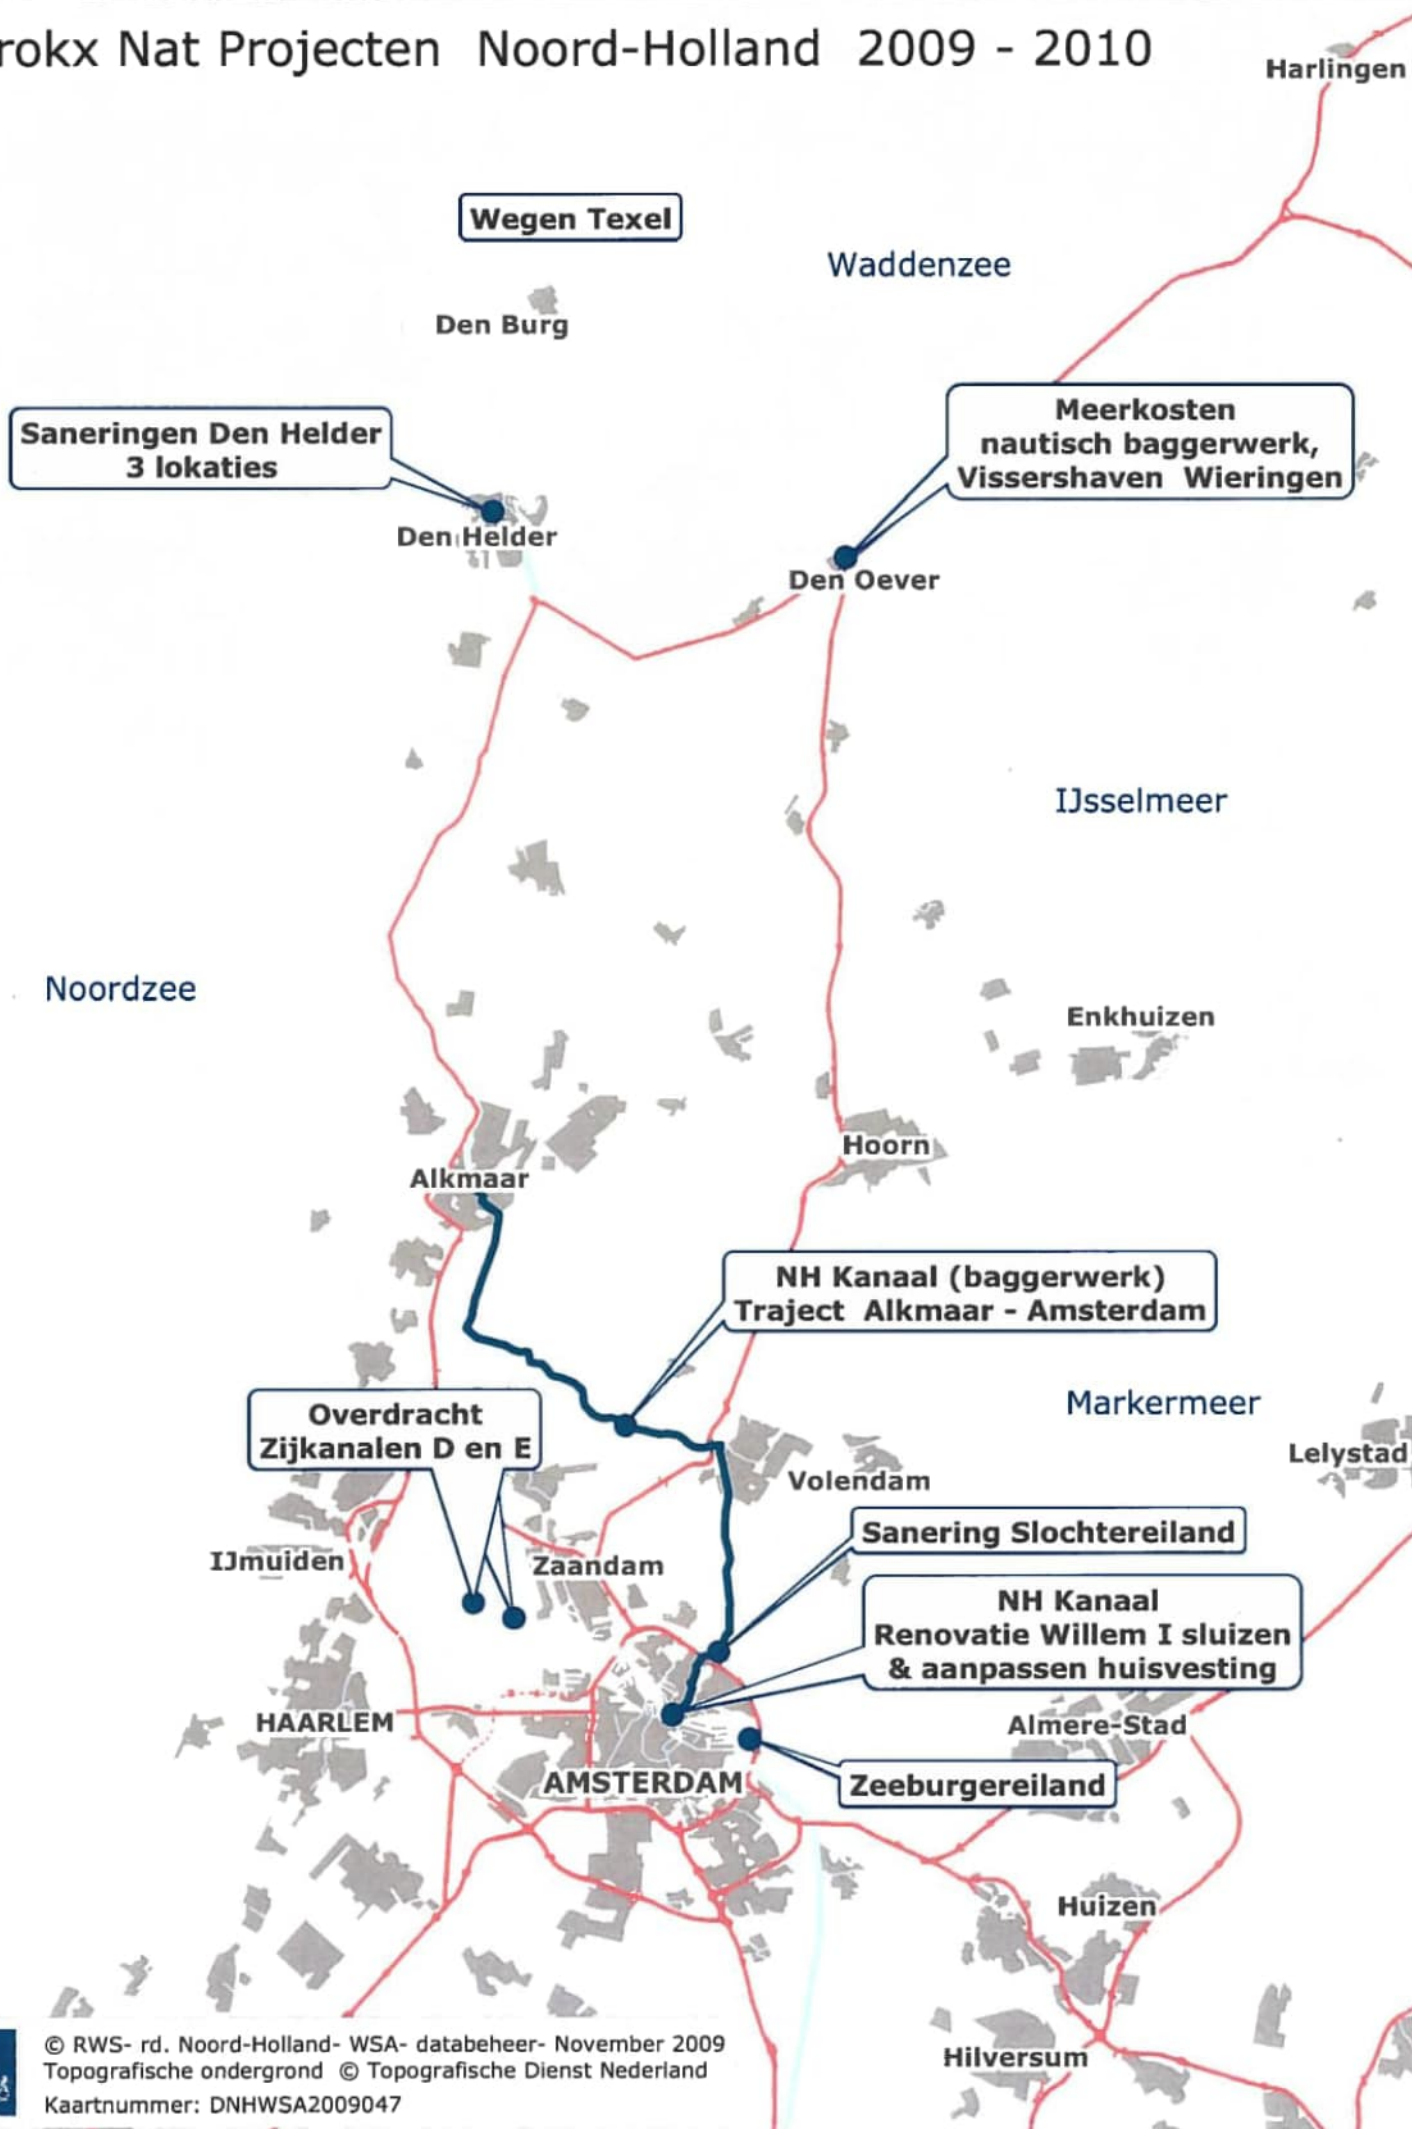 rokx Nat Projecten Noord-Holland 2009 - 2010
Harlingen
Wegen Texel
Waddenzee
Den Burg
Meerkosten
nautisch baggerwerk,
Vissershaven Wieringen
Saneringen Den Helder
3 lokaties
Den Helder
Den Oever
IJsselmeer
Noordzee
Enkhuizen
Hoorn
Alkmaar
NH Kanaal (baggerwerk)
Traject Alkmaar - Amsterdam
Markermeer
Overdracht
Zijkanalen D en E
Lelystad
Volendam
Sanering Slochtereiland
IJmuiden
Zaandam
NH Kanaal
Renovatie Willem I sluizen
& aanpassen huisvesting
HAARLEM
Almere-Stad
AMSTERDAM
Zeeburgereiland
Huizen
Hilversum
© RWS- rd. Noord-Holland- WSA- databeheer- November 2009
Topografische ondergrond © Topografische Dienst Nederland
Kaartnummer: DNHWSA2009047